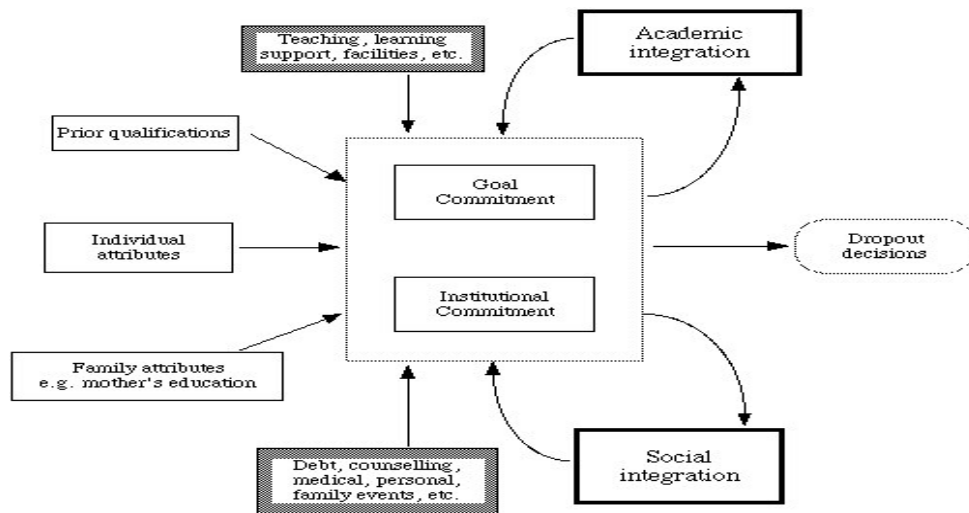 Teaching, learning
support, facilities, etc.
Academic
integration
Prior qualifications
Goal
Commitment
Individual
attributes
Dropout
decisions
Institutional
Commitment
Family attributes
e.g. mother's education
Debt, counselling,
medical, personal,
family events, etc.
Social
integration